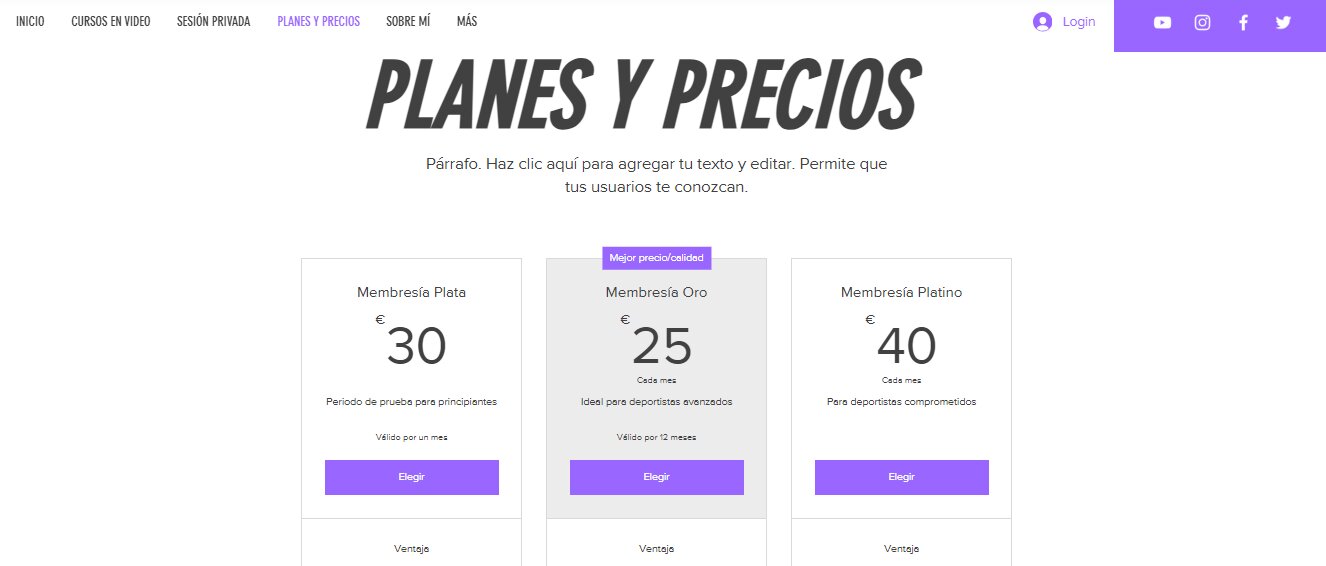 INICIO CURSOS EN VIDEO SESIÓN PRIVADA PLANES Y PRECIOS SOBRE MÍ MÁS Login
PLANES Y PRECIOS
Párrafo. Haz clic aquí para agregar tu texto y editar. Permite que
tus usuarios te conozcan.
Membresía Plata
€
30
Periodo de prueba para principiantes
Válido por un mes
Elegir
Ventaja
Mejor precio/calidad
Membresía Oro
€
25
Cada mes
Ideal para deportistas avanzados
Válido por 12 meses
Elegir
Ventaja
Membresía Platino
€
40
Cada mes
Para deportistas comprometidos
Elegir
Ventaja